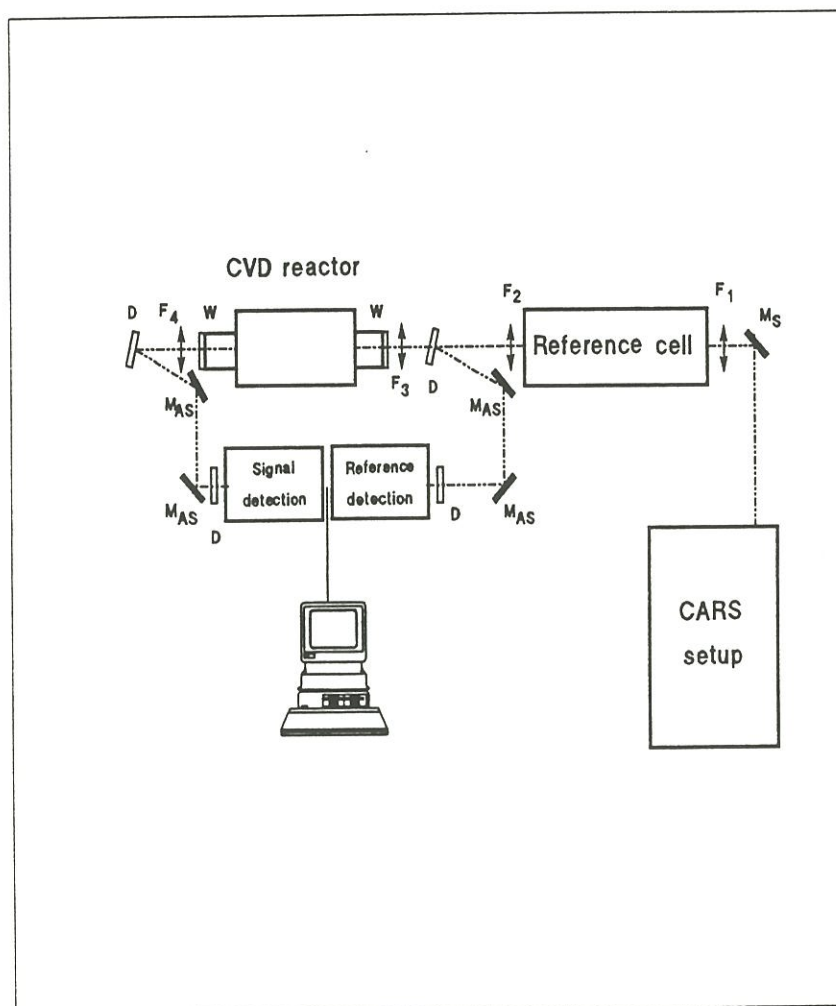 CVD reactor
D
F4
W
W
F3
D
F2
Reference cell
F1
MS
MAS
MAS
Signal
detection
Reference
detection
MAS
D
D
MAS
CARS
setup